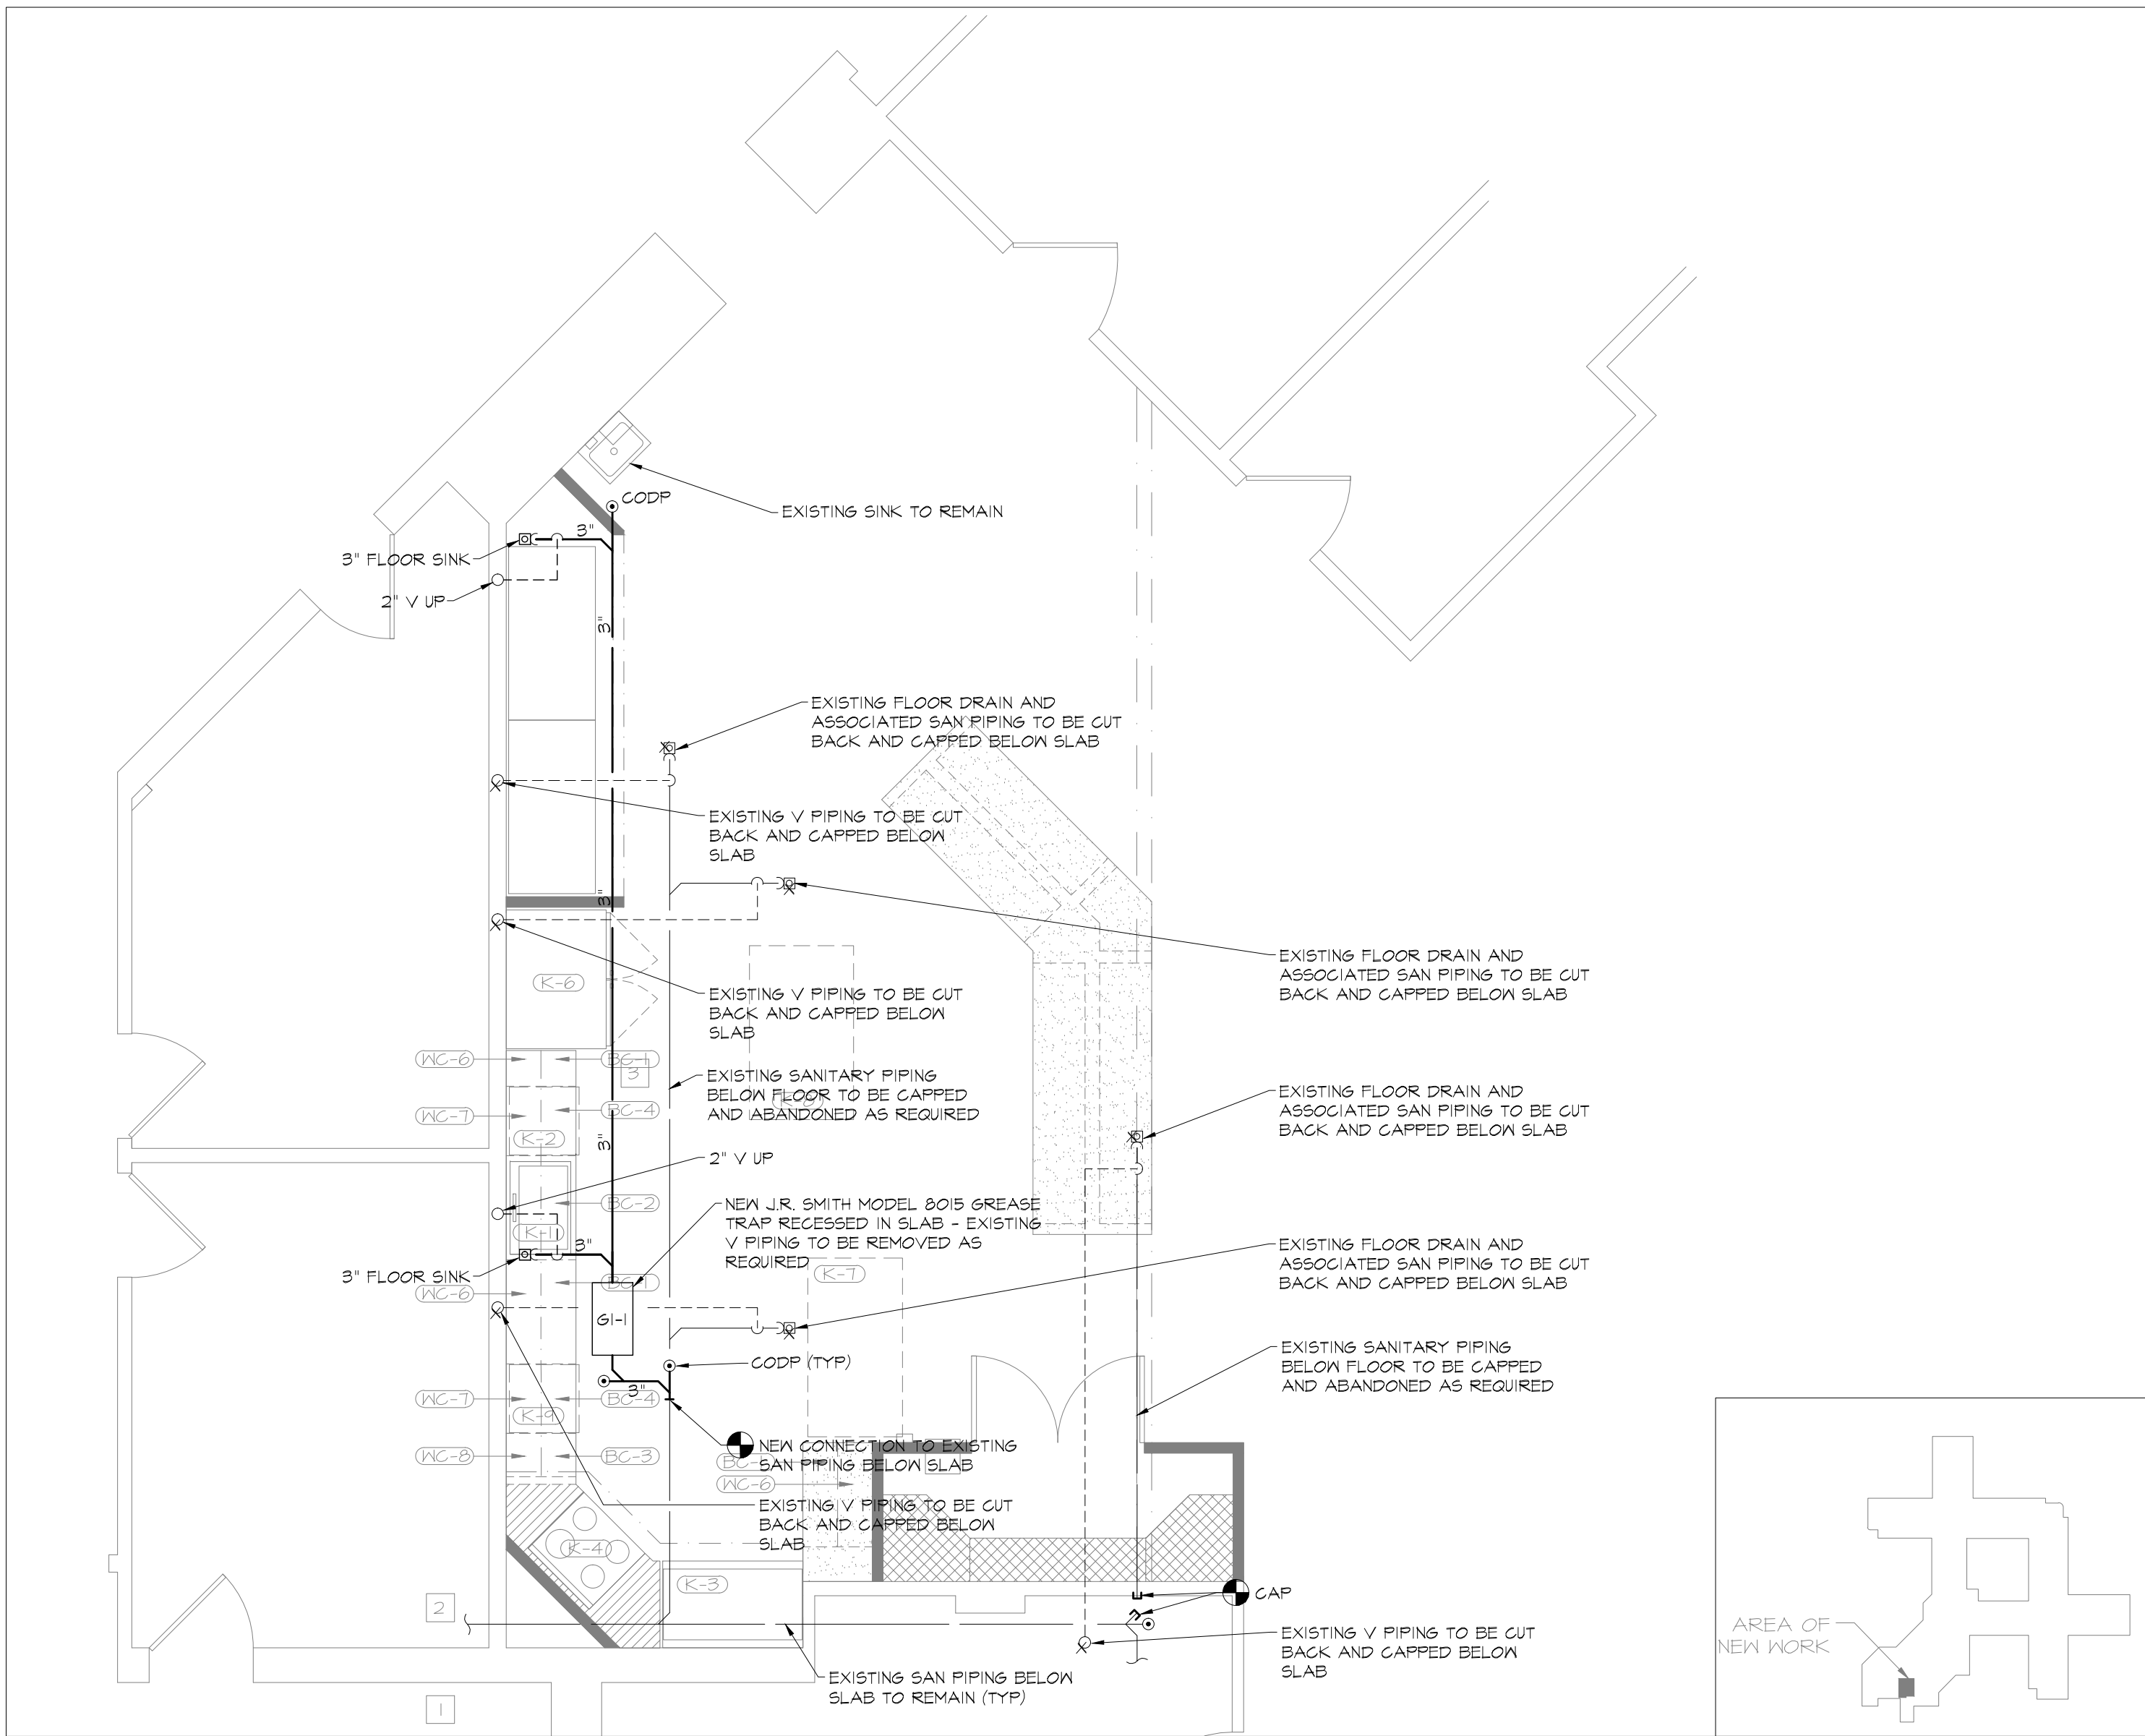 CODP
3"
EXISTING SINK TO REMAIN
3" FLOOR SINK
2" V UP
3"
EXISTING FLOOR DRAIN AND
ASSOCIATED SAN PIPING TO BE CUT
BACK AND CAPPED BELOW SLAB
EXISTING V PIPING TO BE CUT
BACK AND CAPPED BELOW
SLAB
3"
EXISTING FLOOR DRAIN AND
ASSOCIATED SAN PIPING TO BE CUT
BACK AND CAPPED BELOW SLAB
K-6
EXISTING V PIPING TO BE CUT
BACK AND CAPPED BELOW
SLAB
WC-6
BC-1
3
EXISTING SANITARY PIPING
BELOW FLOOR TO BE CAPPED
AND ABANDONED AS REQUIRED
K-8
EXISTING FLOOR DRAIN AND
ASSOCIATED SAN PIPING TO BE CUT
BACK AND CAPPED BELOW SLAB
WC-7
BC-4
K-2
3"
2" V UP
BC-2
NEW J.R. SMITH MODEL 8015 GREASE
TRAP RECESSED IN SLAB - EXISTING
V PIPING TO BE REMOVED AS
REQUIRED
K-1
3"
EXISTING FLOOR DRAIN AND
ASSOCIATED SAN PIPING TO BE CUT
BACK AND CAPPED BELOW SLAB
3" FLOOR SINK
K-7
BC-1
WC-6
GI-1
EXISTING SANITARY PIPING
BELOW FLOOR TO BE CAPPED
AND ABANDONED AS REQUIRED
CODP (TYP)
3"
WC-7
BC-4
K-9
NEW CONNECTION TO EXISTING
SAN PIPING BELOW SLAB
WC-8
BC-3
WC-6
EXISTING V PIPING TO BE CUT
BACK AND CAPPED BELOW
SLAB
K-4
K-3
CAP
2
EXISTING V PIPING TO BE CUT
BACK AND CAPPED BELOW
SLAB
EXISTING SAN PIPING BELOW
SLAB TO REMAIN (TYP)
1
AREA OF
NEW WORK